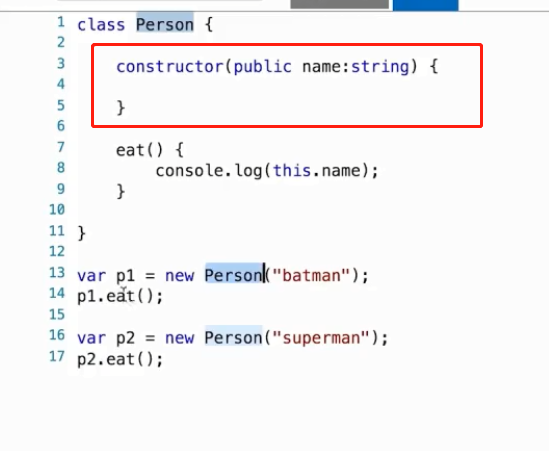 1 class Person {
2
3 constructor(public name:string) {
4
5 }
6
7 eat() {
8 console.log(this.name);
9 }
10
11 }
12
13 var p1 = new Person("batman");
14 p1.eat();
15
16 var p2 = new Person("superman");
17 p2.eat();